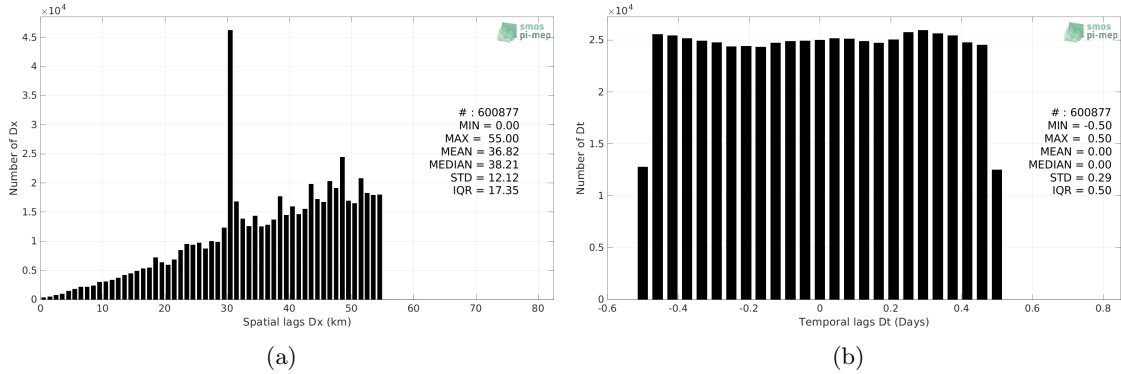 ×10⁴
4.5
4
3.5
3
2.5
2
1.5
1
0.5
0
Number of Dx
0 10 20 30 40 50 60 70 80
Spatial lags Dx (km)
smos
pi-mep
# : 600877
MIN = 0.00
MAX = 55.00
MEAN = 36.82
MEDIAN = 38.21
STD = 12.12
IQR = 17.35
(a)
×10⁴
2.5
2
1.5
1
0.5
0
Number of Dt
-0.6 -0.4 -0.2 0 0.2 0.4 0.6 0.8
Temporal lags Dt (Days)
smos
pi-mep
# : 600877
MIN = -0.50
MAX = 0.50
MEAN = 0.00
MEDIAN = 0.00
STD = 0.29
IQR = 0.50
(b)